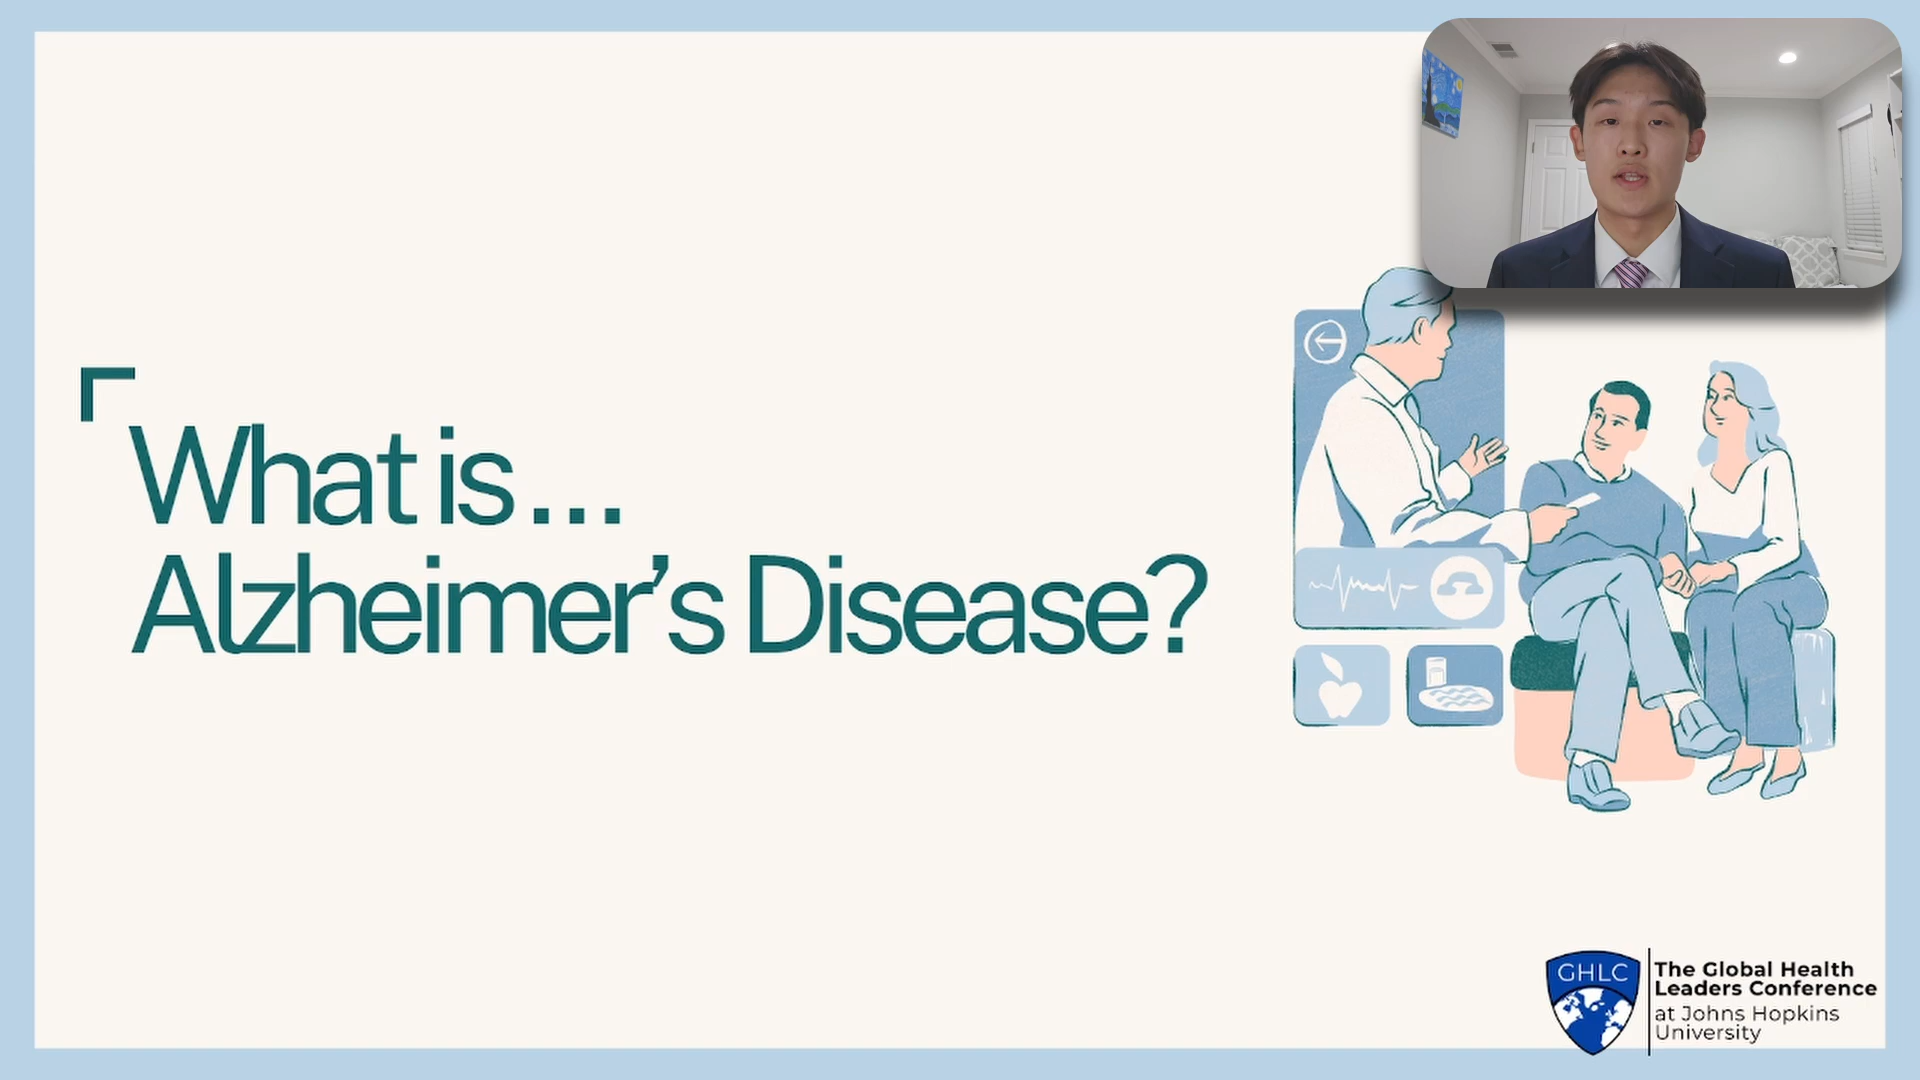 What is...
Alzheimer’s Disease?
GHLC
The Global Health
Leaders Conference
at Johns Hopkins
University